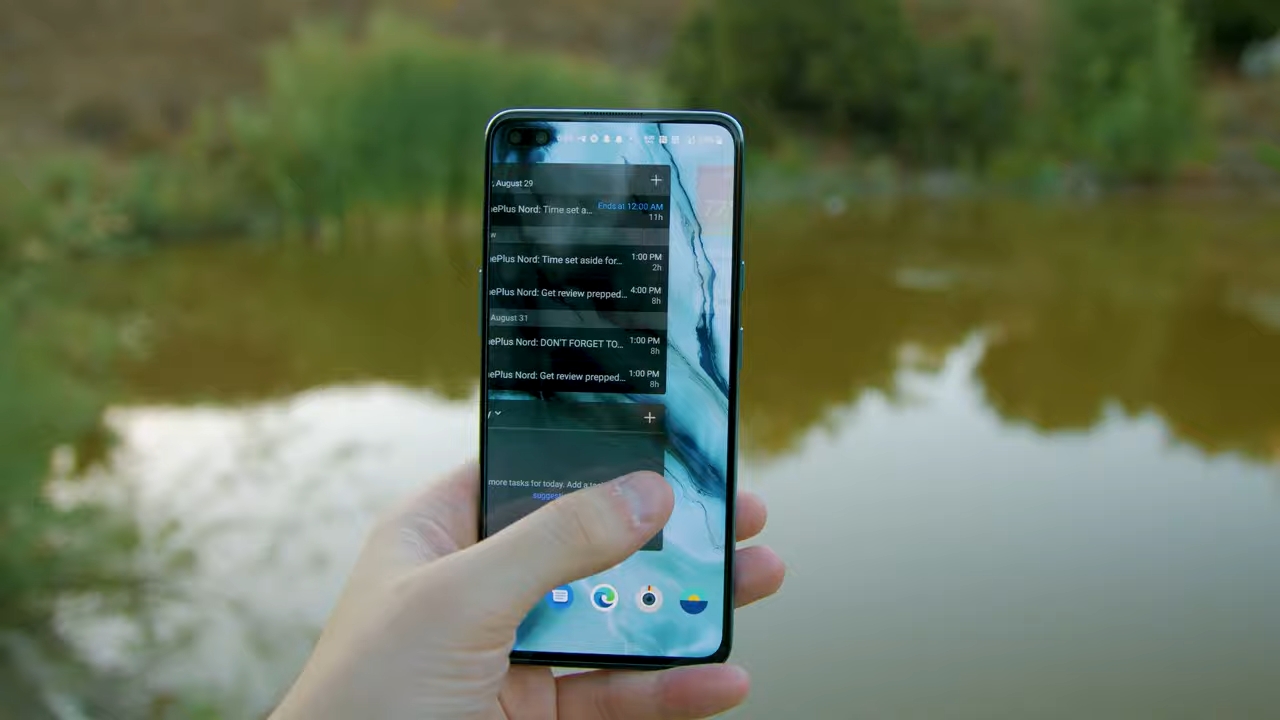 , August 29
ePlus Nord: Time set a... Ends at 12:00 AM
11h
w
ePlus Nord: Time set aside for... 1:00 PM
2h
ePlus Nord: Get review prepped... 4:00 PM
8h
August 31
ePlus Nord: DON'T FORGET TO... 1:00 PM
8h
ePlus Nord: Get review prepped... 1:00 PM
8h
more tasks for today. Add a